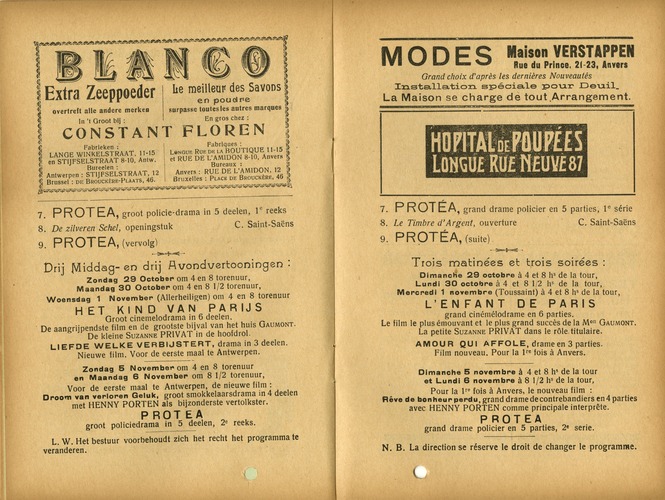 BLANCO
Extra Zeeppoeder
overtreft alle andere merken
In 't Groot bij :
le meilleur des Savons
en poudre
surpasse toutes les autres marques
En gros chez :
CONSTANT FLOREN
Fabrieken :
LANGE WINKELSTRAAT, 11-15
en STIJFSELSTRAAT 8-10, Antw.
Bureelen :
Antwerpen : STIJFSELSTRAAT, 12
Brussel : DE BROUCKÈRE-PLAATS, 46.
Fabriques :
LONGUE RUE DE LA BOUTIQUE 11-15
et RUE DE L'AMIDON 8-10, Anvers
Bureaux :
Anvers : RUE DE L'AMIDON, 12
Bruxelles : PLACE DE BROUCKÈRE, 46
7. PROTEA, groot policie-drama in 5 deelen, 1e reeks
8. De zilveren Schel, openingstuk C. Saint-Saëns
9. PROTEA, (vervolg)
Drij Middag- en drij Avondvertooningen :
Zondag 29 October om 4 en 8 torenuur,
Maandag 30 October om 4 en 8 1/2 torenuur,
Woensdag 1 November (Allerheiligen) om 4 en 8 torenuur
HET KIND VAN PARIJS
Groot cinemelodrama in 6 deelen,
De aangrijpendste film en de grootste bijval van het huis GAUMONT.
De kleine SUZANNE PRIVAT in de hoofdrol.
LIEFDE WELKE VERBIJSTERT, drama in 3 deelen.
Nieuwe film. Voor de eerste maal te Antwerpen.
Zondag 5 November om 4 en 8 torenuur
en Maandag 6 November om 8 1/2 torenuur,
Voor de eerste maal te Antwerpen, de nieuwe film :
Droom van verloren Geluk, groot smokkelaarsdrama in 4 deelen
met HENNY PORTEN als bijzonderste vertolkster.
PROTEA
groot policiedrama in 5 deelen, 2e reeks.
L. W. Het bestuur voorbehoudt zich het recht het programma te
veranderen.
MODES Maison VERSTAPPEN
Rue du Prince, 21-23, Anvers
Grand choix d'après les dernières Nouveautés
Installation spéciale pour Deuil.
La Maison se charge de tout Arrangement.
HOPITAL DE POUPÉES
LONGUE RUE NEUVE 87
7. PROTÉA, grand drame policier en 5 parties, 1e série
8. Le Timbre d'Argent, ouverture C. Saint-Saëns
9. PROTÉA, (suite)
Trois matinées et trois soirées :
Dimanche 29 octobre à 4 et 8 hs de la tour,
Lundi 30 octobre à 4 et 8 1/2 hs de la tour,
Mercredi 1 novembre (Toussaint) à 4 et 8 hs de la tour
L'ENFANT DE PARIS
grand cinémélodrame en 6 parties.
Le film le plus émouvant et le plus grand succès de la Mon GAUMONT.
La petite SUZANNE PRIVAT dans le rôle titulaire.
AMOUR QUI AFFOLE, drame en 3 parties.
Film nouveau. Pour la 1re fois à Anvers.
Dimanche 5 novembre à 4 et 8 hs de la tour
et Lundi 6 novembre à 8 1/2 hs de la tour,
Pour la 1re fois à Anvers, le nouveau film :
Rêve de bonheur perdu, grand drame de contrebandiers en 4 parties
avec HENNY PORTEN comme principale interprête.
PROTEA
grand drame policier en 5 parties, 2e serie.
N. B. La direction se réserve le droit de changer le programme.